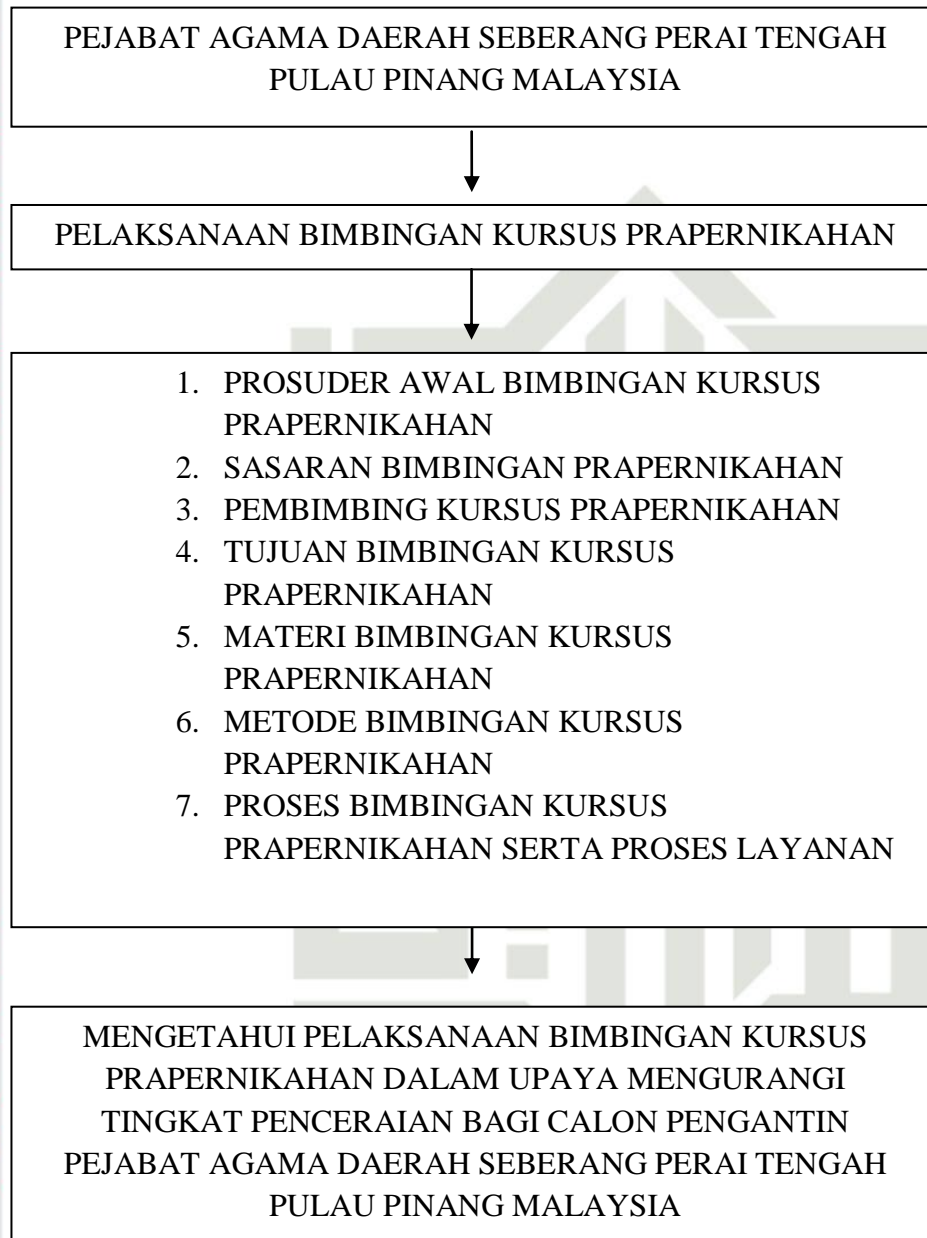 PEJABAT AGAMA DAERAH SEBERANG PERAI TENGAH
PULAU PINANG MALAYSIA
PELAKSANAAN BIMBINGAN KURSUS PRAPERNIKAHAN
1. PROSUDER AWAL BIMBINGAN KURSUS
PRAPERNIKAHAN
2. SASARAN BIMBINGAN PRAPERNIKAHAN
3. PEMBIMBING KURSUS PRAPERNIKAHAN
4. TUJUAN BIMBINGAN KURSUS
PRAPERNIKAHAN
5. MATERI BIMBINGAN KURSUS
PRAPERNIKAHAN
6. METODE BIMBINGAN KURSUS
PRAPERNIKAHAN
7. PROSES BIMBINGAN KURSUS
PRAPERNIKAHAN SERTA PROSES LAYANAN
MENGETAHUI PELAKSANAAN BIMBINGAN KURSUS
PRAPERNIKAHAN DALAM UPAYA MENGURANGI
TINGKAT PENCERAIAN BAGI CALON PENGANTIN
PEJABAT AGAMA DAERAH SEBERANG PERAI TENGAH
PULAU PINANG MALAYSIA